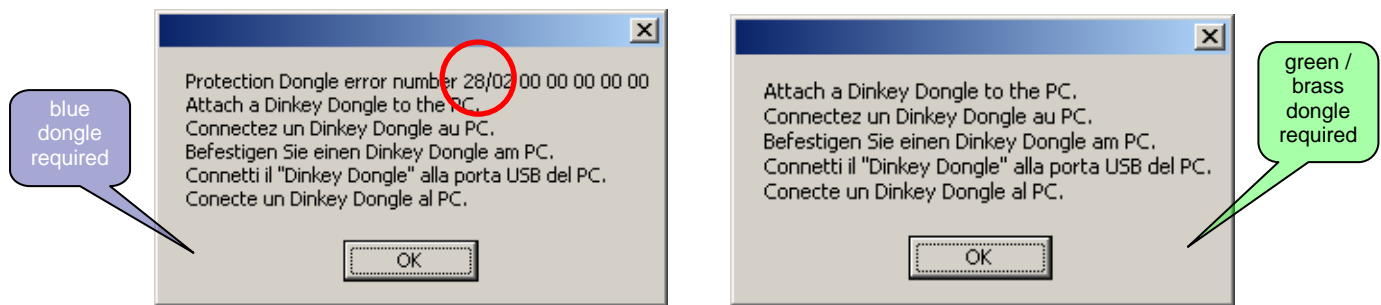 blue
dongle
required
Protection Dongle error number 28/02 00 00 00 00 00
Attach a Dinkey Dongle to the PC.
Connectez un Dinkey Dongle au PC.
Befestigen Sie einen Dinkey Dongle am PC.
Connetti il "Dinkey Dongle" alla porta USB del PC.
Conecte un Dinkey Dongle al PC.
OK
Attach a Dinkey Dongle to the PC.
Connectez un Dinkey Dongle au PC.
Befestigen Sie einen Dinkey Dongle am PC.
Connetti il "Dinkey Dongle" alla porta USB del PC.
Conecte un Dinkey Dongle al PC.
OK
green /
brass
dongle
required